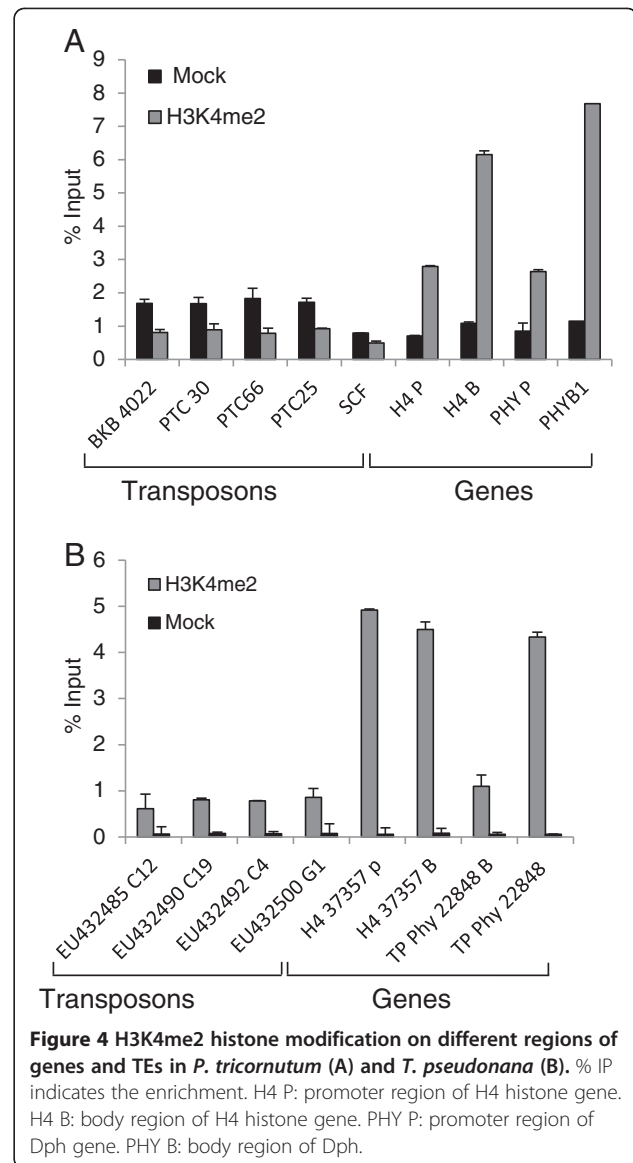 A
9
8
7
6
5
4
3
2
1
0
% Input
Mock
H3K4me2
BKB 4022
PTC 30
PTC66
PTC25
SCF
H4 P
H4 B
PHY P
PHYB1
Transposons
Genes
B
6
5
4
3
2
1
0
% Input
H3K4me2
Mock
EU432485 C12
EU432490 C19
EU432492 C4
EU432500 G1
H4 37357 p
H4 37357 B
TP Phy 22848 B
TP Phy 22848
Transposons
Genes
Figure 4 H3K4me2 histone modification on different regions of
genes and TEs in P. tricornutum (A) and T. pseudonana (B). % IP
indicates the enrichment. H4 P: promoter region of H4 histone gene.
H4 B: body region of H4 histone gene. PHY P: promoter region of
Dph gene. PHY B: body region of Dph.